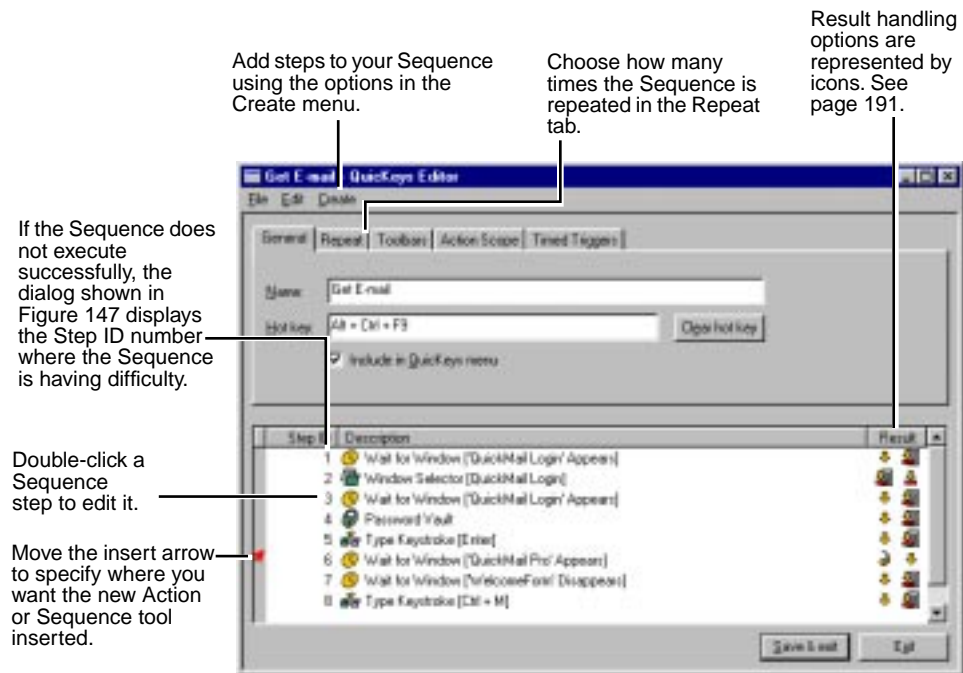 Result handling
options are
represented by
icons. See
page 191.
Add steps to your Sequence
using the options in the
Create menu.
Choose how many
times the Sequence is
repeated in the Repeat
tab.
If the Sequence does
not execute
successfully, the
dialog shown in
Figure 147 displays
the Step ID number
where the Sequence
is having difficulty.
Double-click a
Sequence
step to edit it.
Move the insert arrow
to specify where you
want the new Action
or Sequence tool
inserted.
Get E-mail - QuicKeys Editor
File Edit Create
General Repeat Toolbars Action Scope Timed Triggers
Name: Get E-mail
Hot key: Alt + Ctrl + F9 Clear hot key
Include in QuicKeys menu
Step ID Description Result
1 Wait for Window ['QuickMail Login' Appears]
2 Window Selector [QuickMail Login]
3 Wait for Window ['QuickMail Login' Appears]
4 Password Vault
5 Type Keystroke [Enter]
6 Wait for Window ['QuickMail Pro' Appears]
7 Wait for Window ['WelcomeForm' Disappears]
8 Type Keystroke [Ctrl + M]
Save & exit Exit